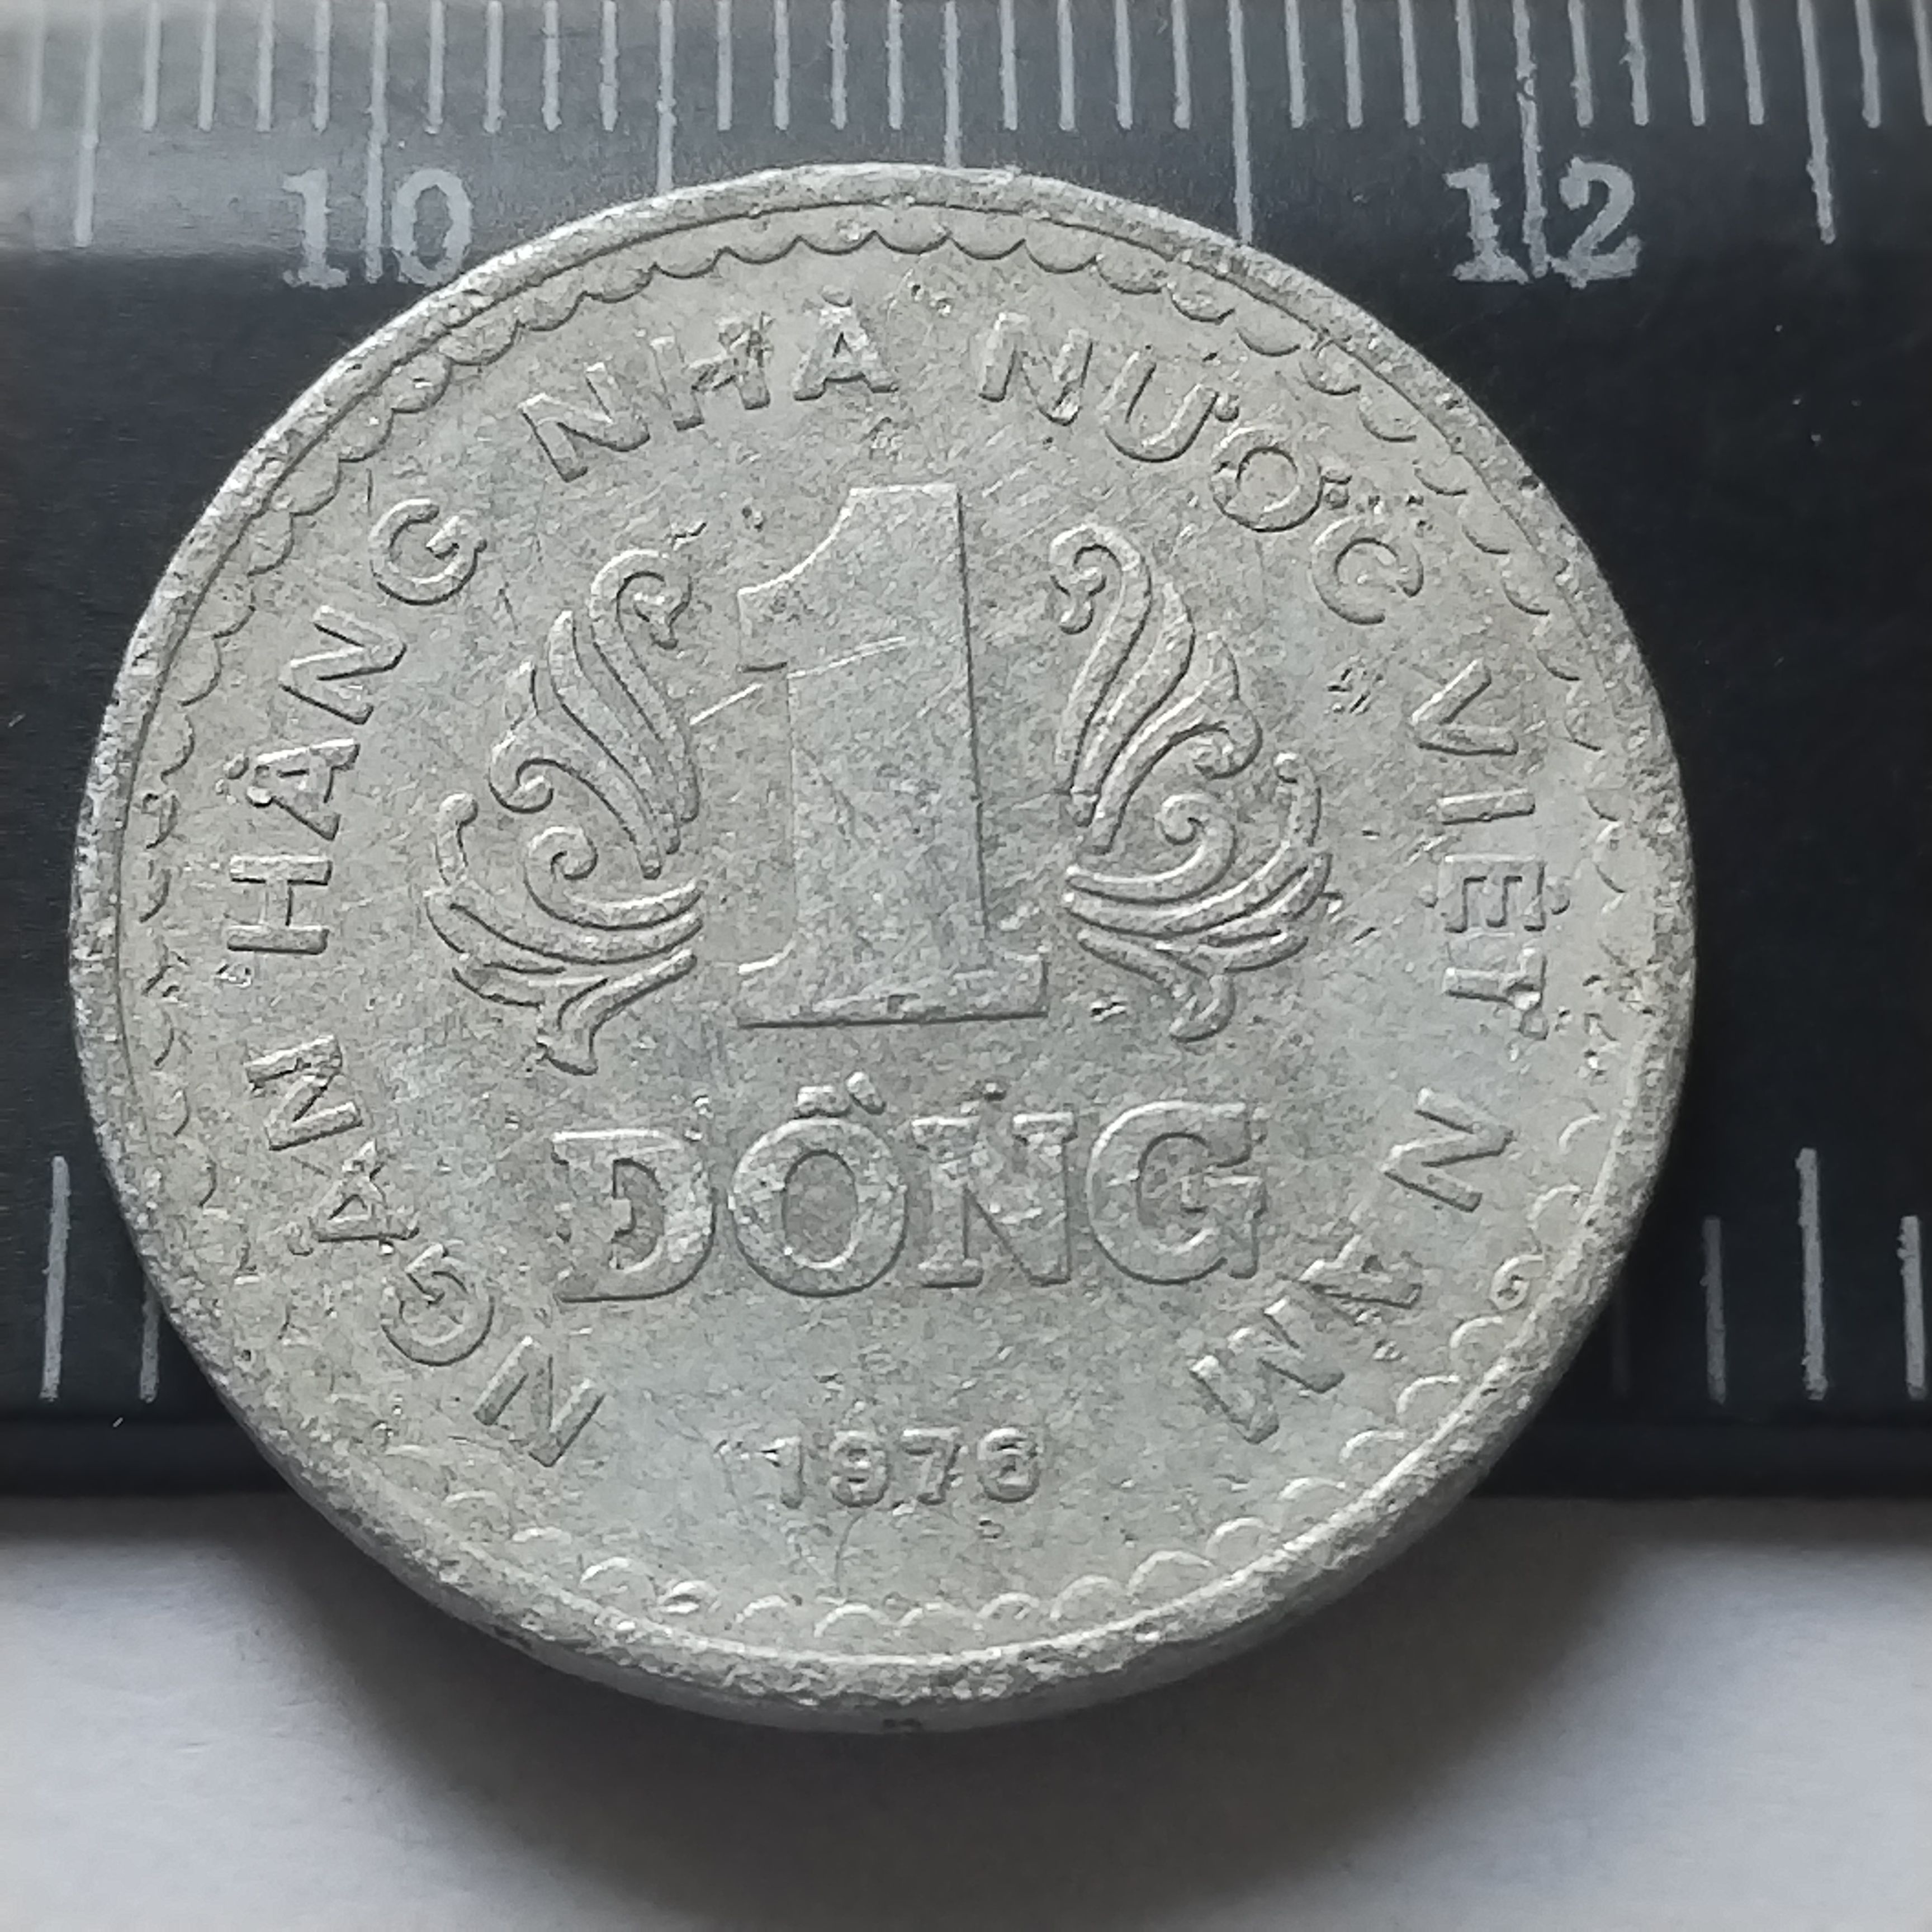 10 12
NGÂN HÀNG NHÀ NƯỚC VIỆT NAM
1
ĐỒNG
1976